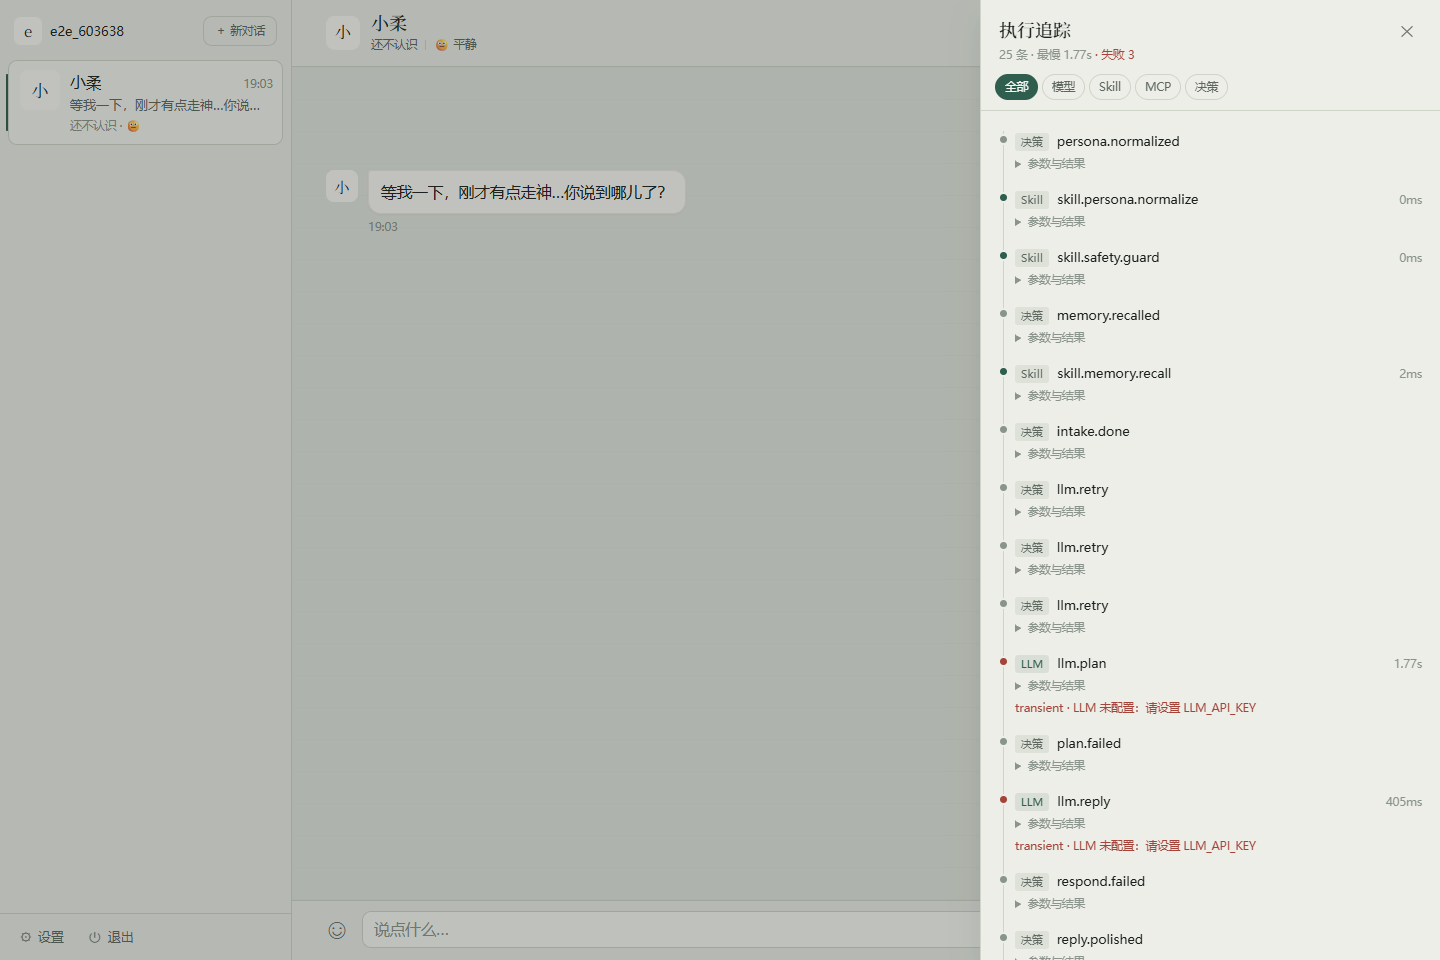 e
e2e_603638
+ 新对话
小
小柔
19:03
等我一下，刚才有点走神...你说...
还不认识 ·
设置
退出
小
小柔
还不认识
平静
小
等我一下，刚才有点走神...你说到哪儿了？
19:03
说点什么...
执行追踪
25 条 · 最慢 1.77s · 失败 3
全部
模型
Skill
MCP
决策
决策 persona.normalized
▶ 参数与结果
Skill skill.persona.normalize 0ms
▶ 参数与结果
Skill skill.safety.guard 0ms
▶ 参数与结果
决策 memory.recalled
▶ 参数与结果
Skill skill.memory.recall 2ms
▶ 参数与结果
决策 intake.done
▶ 参数与结果
决策 llm.retry
▶ 参数与结果
决策 llm.retry
▶ 参数与结果
决策 llm.retry
▶ 参数与结果
LLM llm.plan 1.77s
▶ 参数与结果
transient · LLM 未配置：请设置 LLM_API_KEY
决策 plan.failed
▶ 参数与结果
LLM llm.reply 405ms
▶ 参数与结果
transient · LLM 未配置：请设置 LLM_API_KEY
决策 respond.failed
▶ 参数与结果
决策 reply.polished